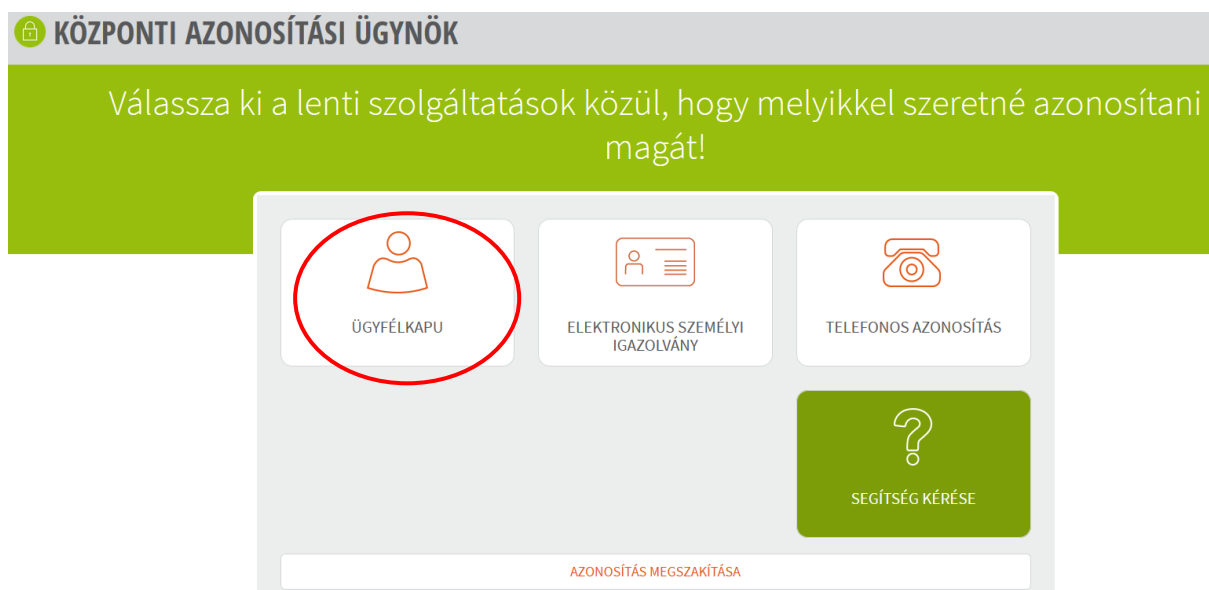 KÖZPONTI AZONOSÍTÁSI ÜGYNÖK
Válassza ki a lenti szolgáltatások közül, hogy melyikkel szeretné azonosítani
magát!
ÜGYFÉLKAPU
ELEKTRONIKUS SZEMÉLYI
IGAZOLVÁNY
TELEFONOS AZONOSÍTÁS
SEGÍTSÉG KÉRÉSE
AZONOSÍTÁS MEGSZAKÍTÁSA